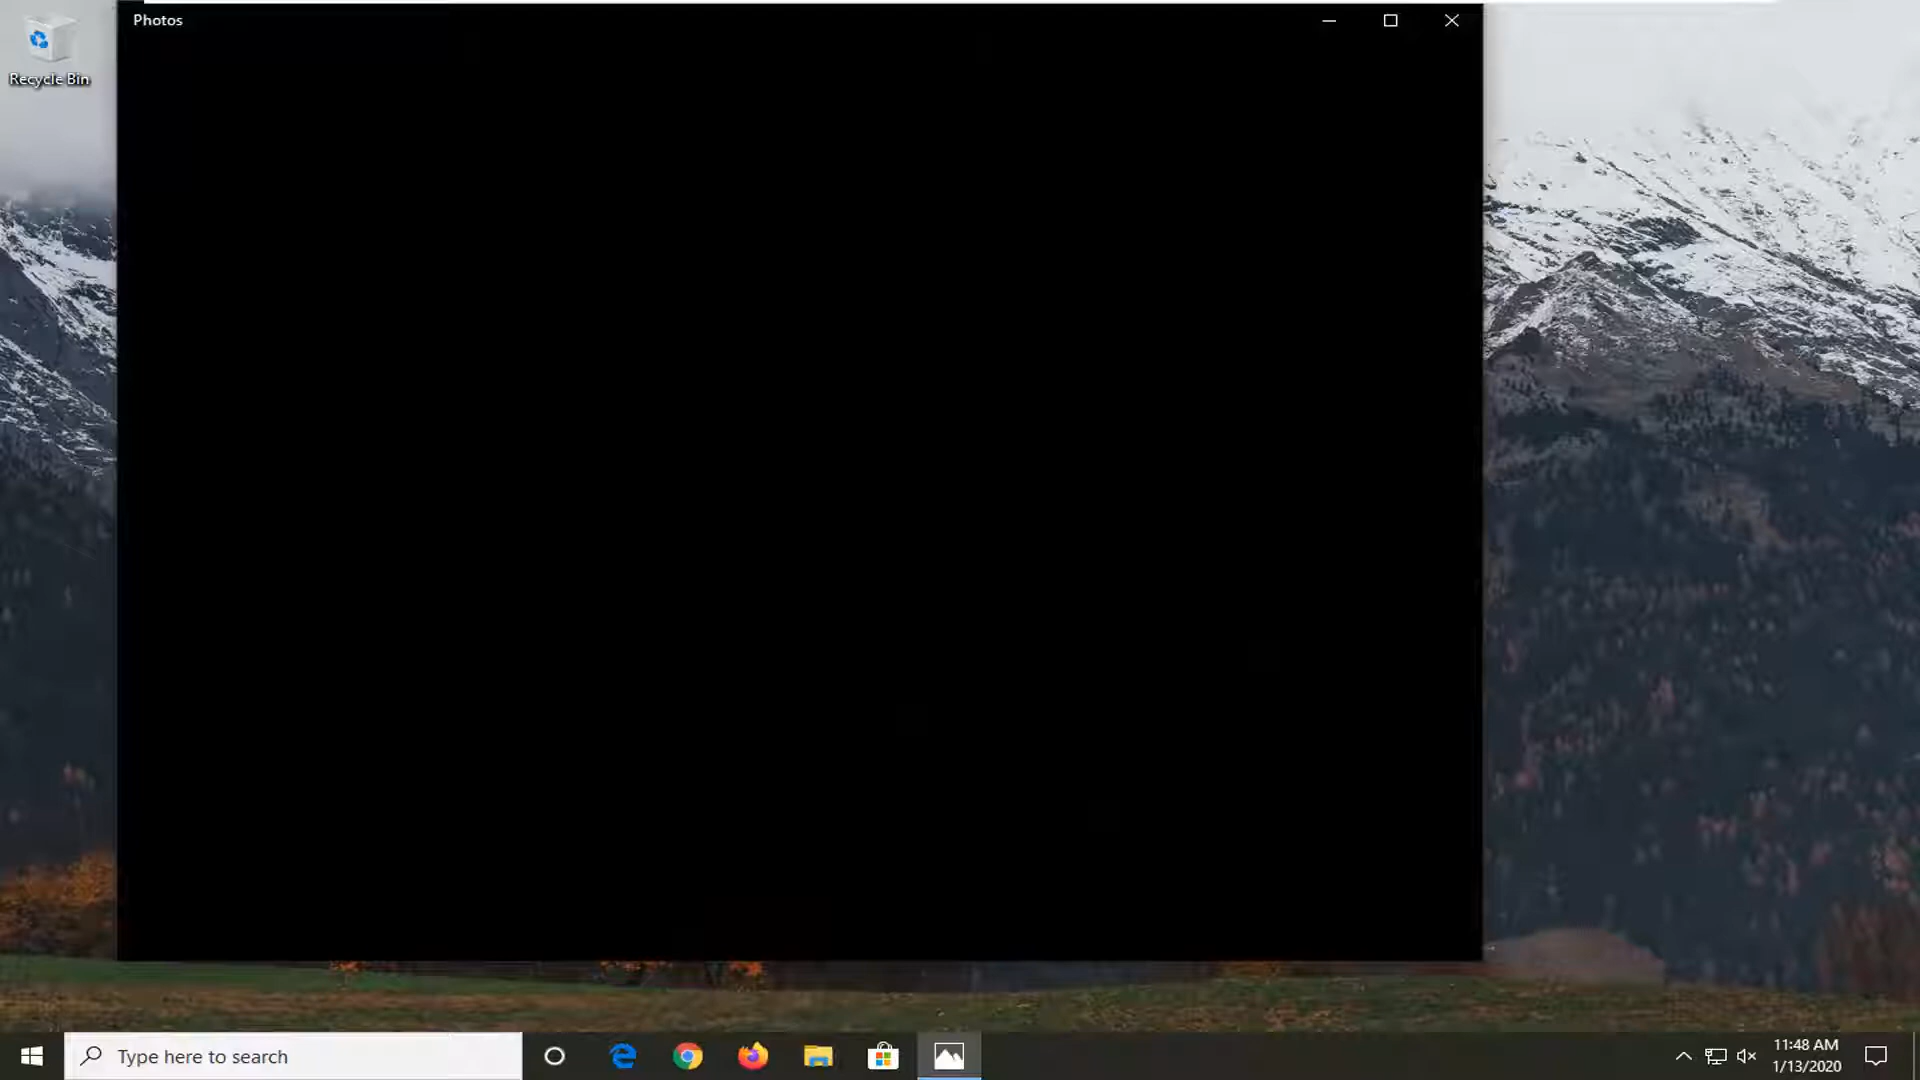 Photos
Recycle Bin
Type here to search
11:48 AM
1/13/2020